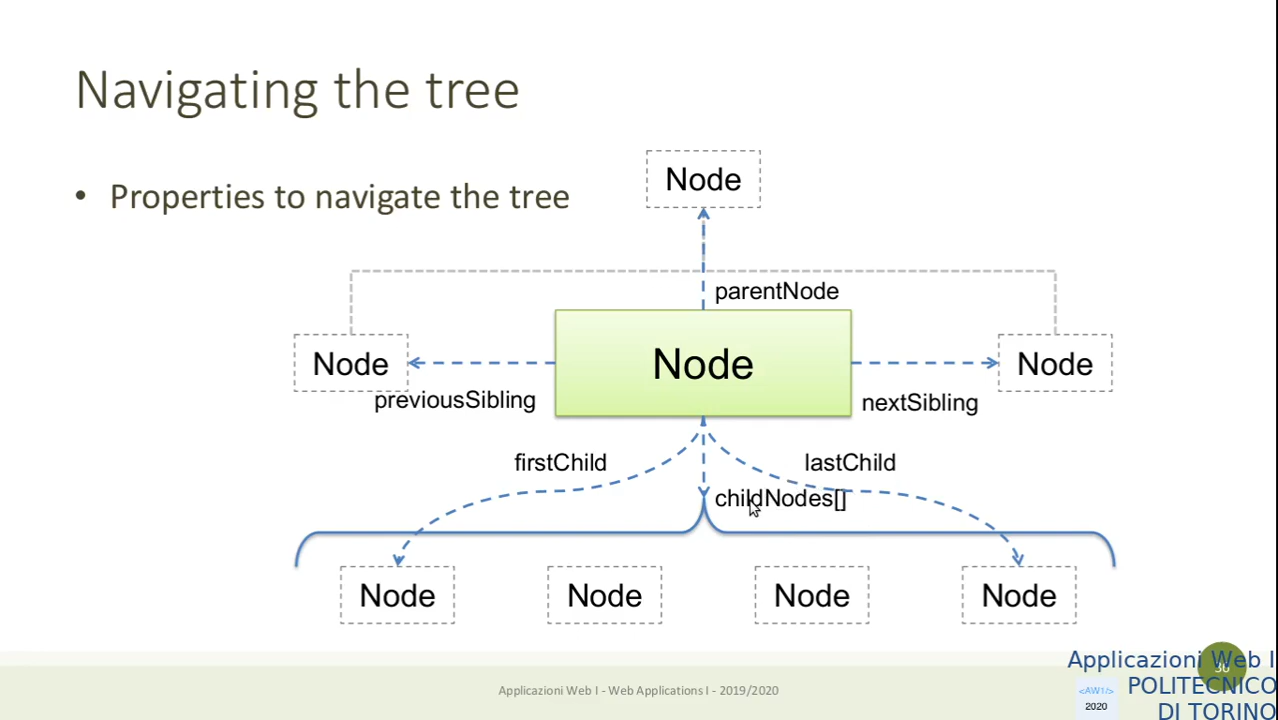 Navigating the tree
• Properties to navigate the tree
Node
parentNode
Node
Node
Node
previousSibling
nextSibling
firstChild
lastChild
childNodes[]
Node
Node
Node
Node
Applicazioni Web I - Web Applications I - 2019/2020
36
Applicazioni Web I
POLITECNICO
DI TORINO
<AW1/>
2020